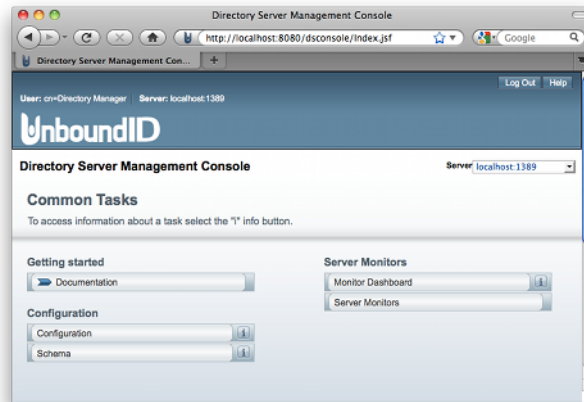 Directory Server Management Console
http://localhost:8080/dsconsole/index.jsf
Google
Directory Server Management Con...
Log Out Help
User: cn=Directory Manager Server: localhost:1389
UnboundID
Directory Server Management Console
Server localhost:1389
Common Tasks
To access information about a task select the "i" info button.
Getting started
Documentation
Configuration
Configuration i
Schema i
Server Monitors
Monitor Dashboard i
Server Monitors